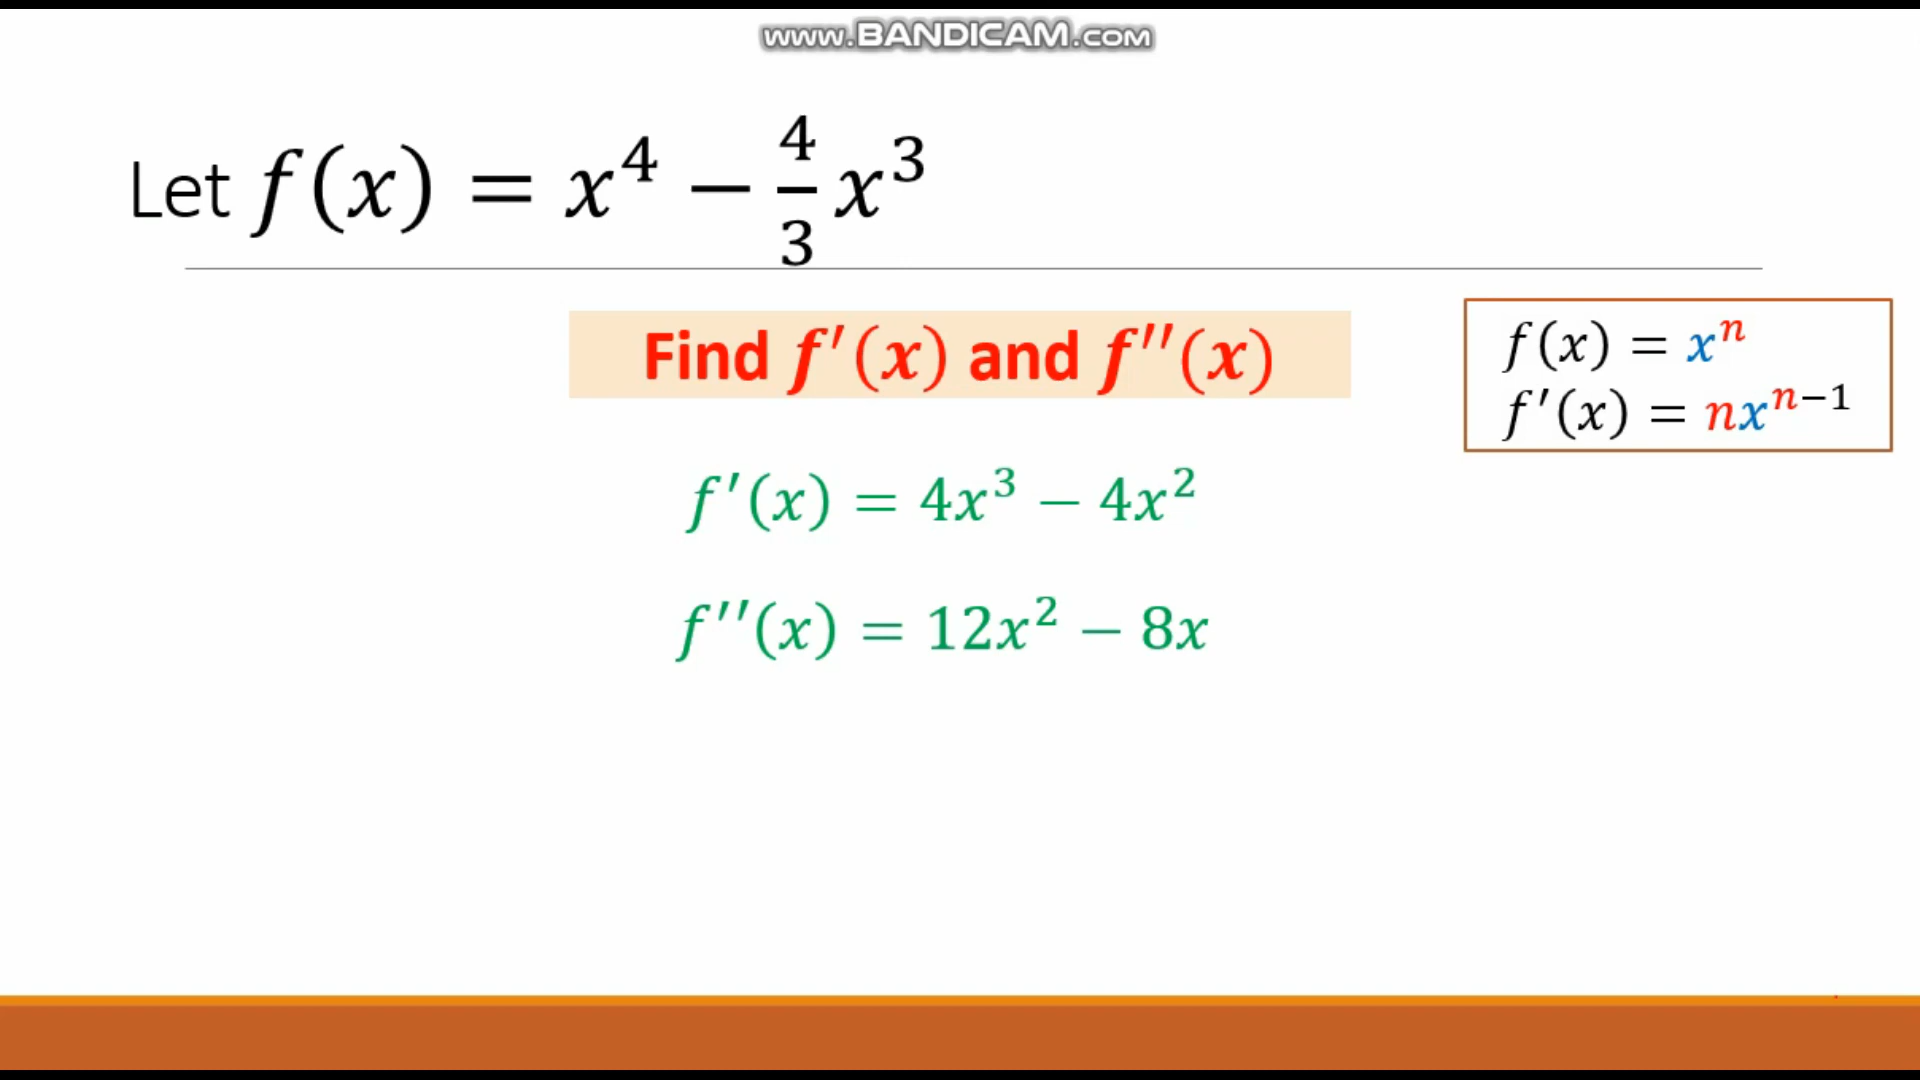 www.BANDICAM.com
Let f(x) = x⁴ − 4/3 x³
Find f′(x) and f′′(x)
f(x) = xⁿ
f′(x) = nxⁿ⁻¹
f′(x) = 4x³ − 4x²
f′′(x) = 12x² − 8x